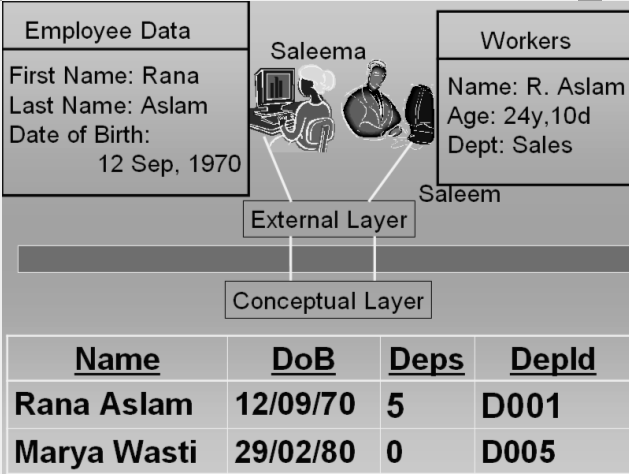 Employee Data
First Name: Rana
Last Name: Aslam
Date of Birth:
12 Sep, 1970
Saleema
Workers
Name: R. Aslam
Age: 24y,10d
Dept: Sales
Saleem
External Layer
Conceptual Layer
Name DoB Deps DepId
Rana Aslam 12/09/70 5 D001
Marya Wasti 29/02/80 0 D005